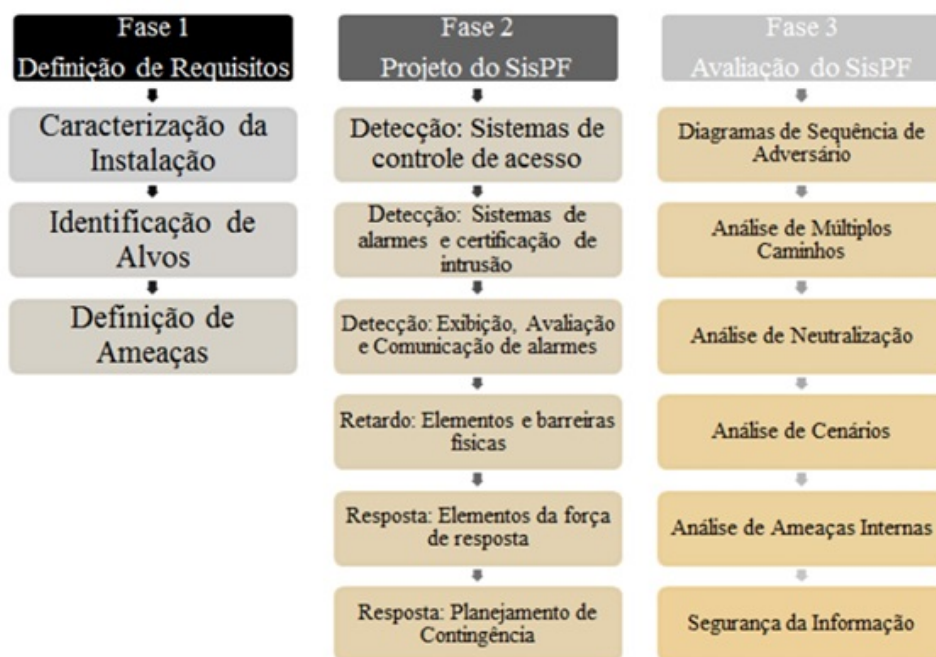 Fase 1
Definição de Requisitos
Caracterização da
Instalação
Identificação de
Alvos
Definição de
Ameaças
Fase 2
Projeto do SisPF
Detecção: Sistemas de
controle de acesso
Detecção: Sistemas de
alarmes e certificação de
intrusão
Detecção: Exibição, Avaliação
e Comunicação de alarmes
Retardo: Elementos e barreiras
físicas
Resposta: Elementos da força
de resposta
Resposta: Planejamento de
Contingência
Fase 3
Avaliação do SisPF
Diagramas de Sequência de
Adversário
Análise de Múltiplos
Caminhos
Análise de Neutralização
Análise de Cenários
Análise de Ameaças Internas
Segurança da Informação